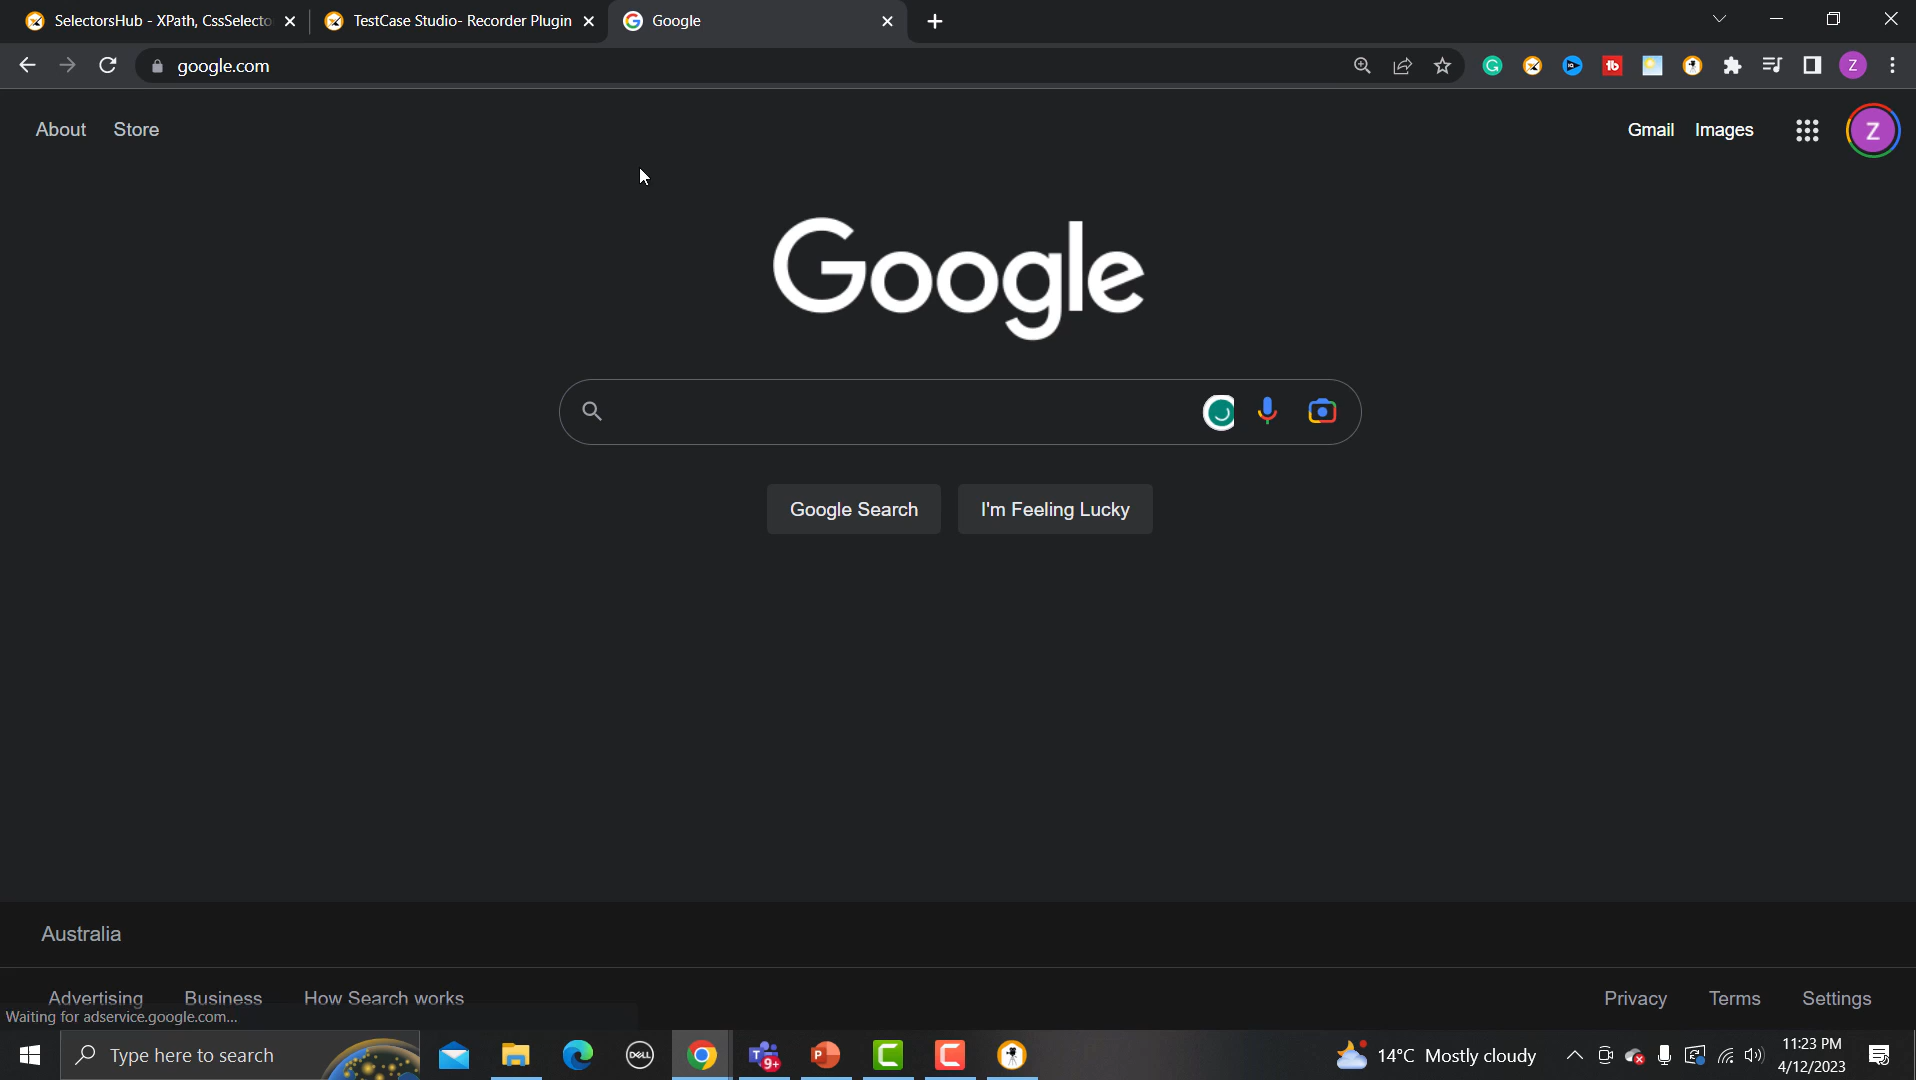 SelectorsHub - XPath, CssSelecto
TestCase Studio- Recorder Plugin
Google
google.com
Z
About
Store
Gmail
Images
Z
Google
Google Search
I'm Feeling Lucky
Australia
Advertising
Business
How Search works
Privacy
Terms
Settings
Waiting for adservice.google.com...
Type here to search
DELL
9+
14°C Mostly cloudy
11:23 PM
4/12/2023